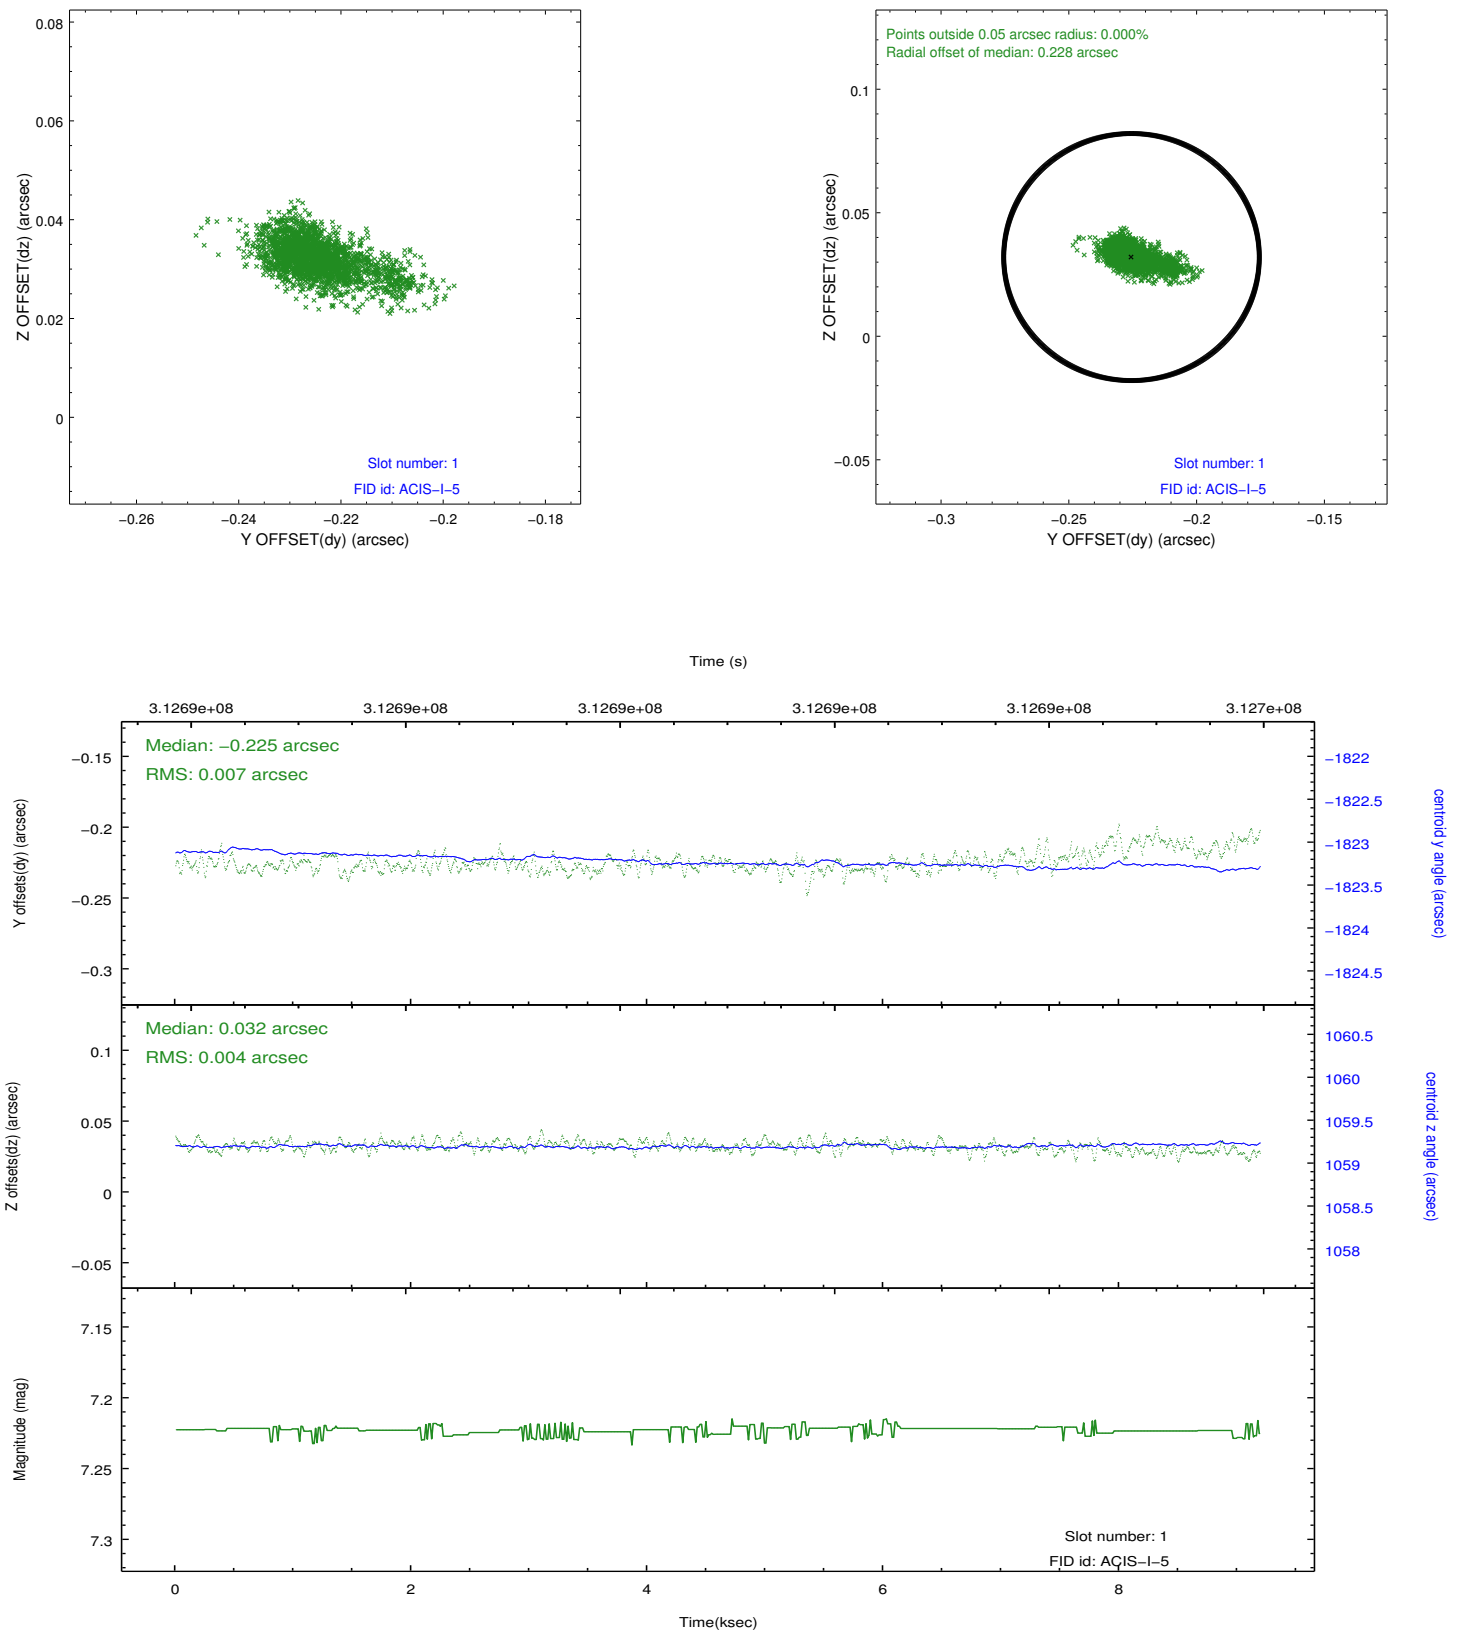 0.08
0.06
0.04
0.02
0
Z OFFSET(dz) (arcsec)
Slot number: 1
FID id: ACIS−I−5
−0.26 −0.24 −0.22 −0.2 −0.18
Y OFFSET(dy) (arcsec)
Points outside 0.05 arcsec radius: 0.000%
Radial offset of median: 0.228 arcsec
0.1
0.05
0
−0.05
Z OFFSET(dz) (arcsec)
Slot number: 1
FID id: ACIS−I−5
−0.3 −0.25 −0.2 −0.15
Y OFFSET(dy) (arcsec)
Time (s)
3.1269e+08 3.1269e+08 3.1269e+08 3.1269e+08 3.1269e+08 3.127e+08
Median: −0.225 arcsec
RMS: 0.007 arcsec
−0.15
−0.2
−0.25
−0.3
Y offsets(dy) (arcsec)
−1822
−1822.5
−1823
−1823.5
−1824
−1824.5
centroid y angle (arcsec)
Median: 0.032 arcsec
RMS: 0.004 arcsec
0.1
0.05
0
−0.05
Z offsets(dz) (arcsec)
1060.5
1060
1059.5
1059
1058.5
1058
centroid z angle (arcsec)
7.15
7.2
7.25
7.3
Magnitude (mag)
Slot number: 1
FID id: ACIS−I−5
0 2 4 6 8
Time(ksec)